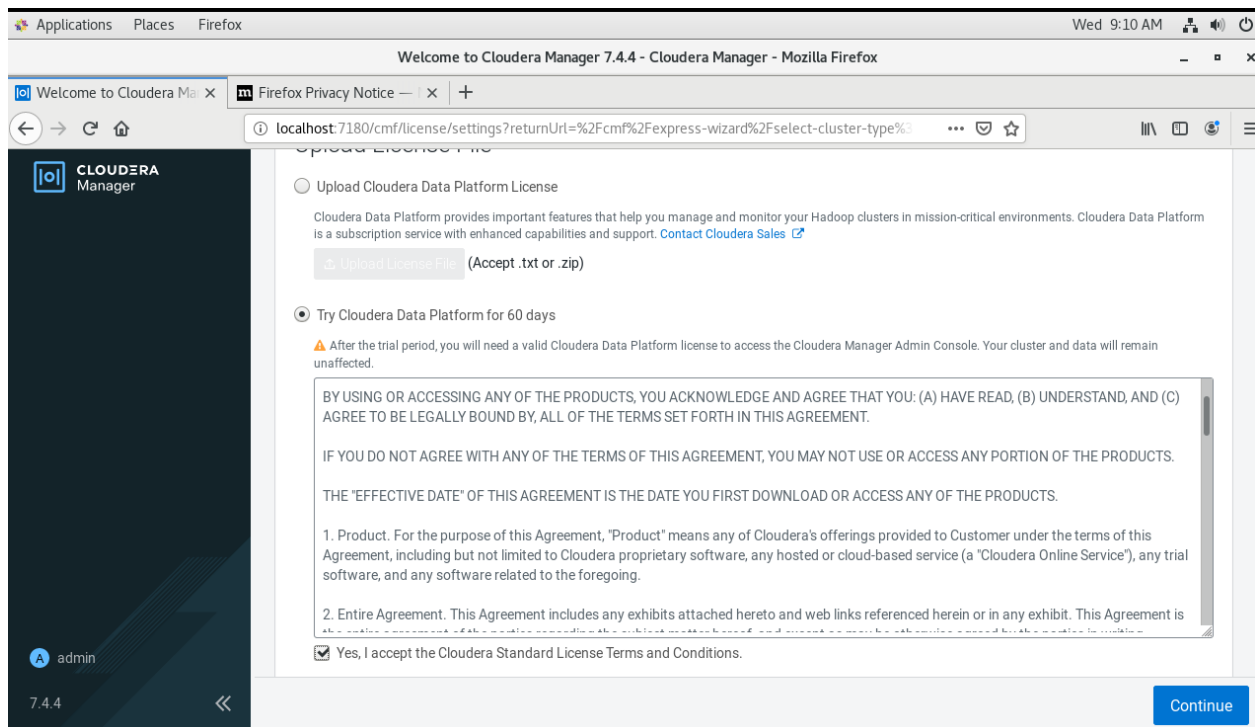 Applications Places Firefox Wed 9:10 AM
Welcome to Cloudera Manager 7.4.4 - Cloudera Manager - Mozilla Firefox
Welcome to Cloudera Ma Firefox Privacy Notice —
localhost:7180/cmf/license/settings?returnUrl=%2Fcmf%2Fexpress-wizard%2Fselect-cluster-type%
CLOUDERA
Manager
Upload License File
Upload Cloudera Data Platform License
Cloudera Data Platform provides important features that help you manage and monitor your Hadoop clusters in mission-critical environments. Cloudera Data Platform
is a subscription service with enhanced capabilities and support. Contact Cloudera Sales
Upload License File (Accept .txt or .zip)
Try Cloudera Data Platform for 60 days
After the trial period, you will need a valid Cloudera Data Platform license to access the Cloudera Manager Admin Console. Your cluster and data will remain
unaffected.
BY USING OR ACCESSING ANY OF THE PRODUCTS, YOU ACKNOWLEDGE AND AGREE THAT YOU: (A) HAVE READ, (B) UNDERSTAND, AND (C)
AGREE TO BE LEGALLY BOUND BY, ALL OF THE TERMS SET FORTH IN THIS AGREEMENT.
IF YOU DO NOT AGREE WITH ANY OF THE TERMS OF THIS AGREEMENT, YOU MAY NOT USE OR ACCESS ANY PORTION OF THE PRODUCTS.
THE "EFFECTIVE DATE" OF THIS AGREEMENT IS THE DATE YOU FIRST DOWNLOAD OR ACCESS ANY OF THE PRODUCTS.
1. Product. For the purpose of this Agreement, "Product" means any of Cloudera's offerings provided to Customer under the terms of this
Agreement, including but not limited to Cloudera proprietary software, any hosted or cloud-based service (a "Cloudera Online Service"), any trial
software, and any software related to the foregoing.
2. Entire Agreement. This Agreement includes any exhibits attached hereto and web links referenced herein or in any exhibit. This Agreement is
Yes, I accept the Cloudera Standard License Terms and Conditions.
A admin
7.4.4
Continue